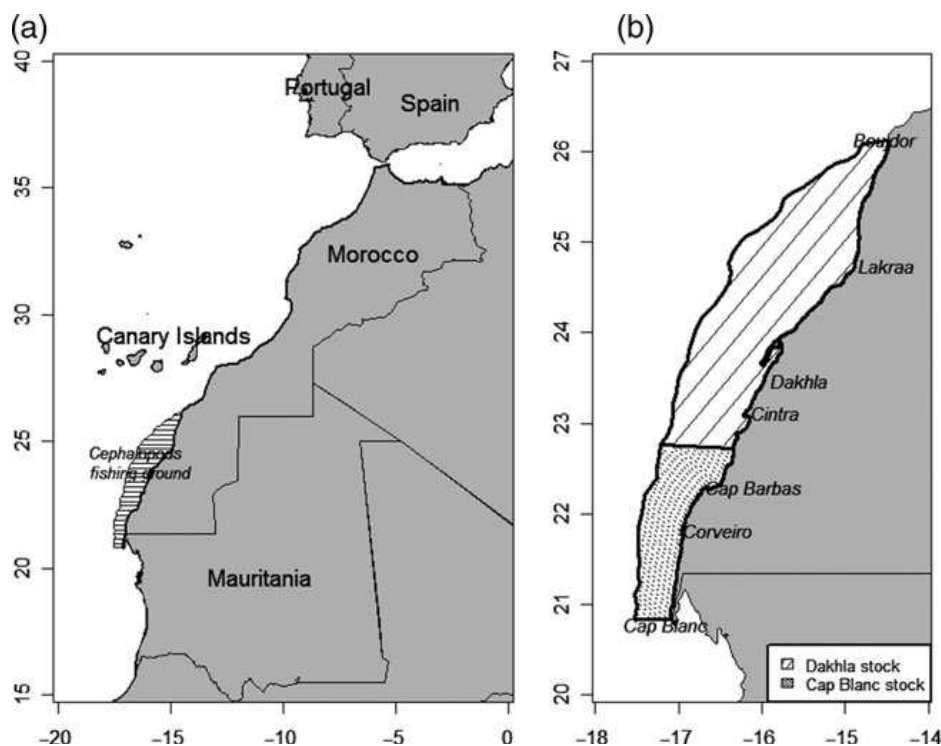 (a)
40
35
30
25
20
15
Portugal
Spain
Morocco
Canary Islands
Cephalopods
fishing ground
Mauritania
−20
−15
−10
−5
0
(b)
27
26
25
24
23
22
21
20
Boujdor
Lakraa
Dakhla
Cintra
Cap Barbas
Corveiro
Cap Blanc
Dakhla stock
Cap Blanc stock
−18
−17
−16
−15
−14